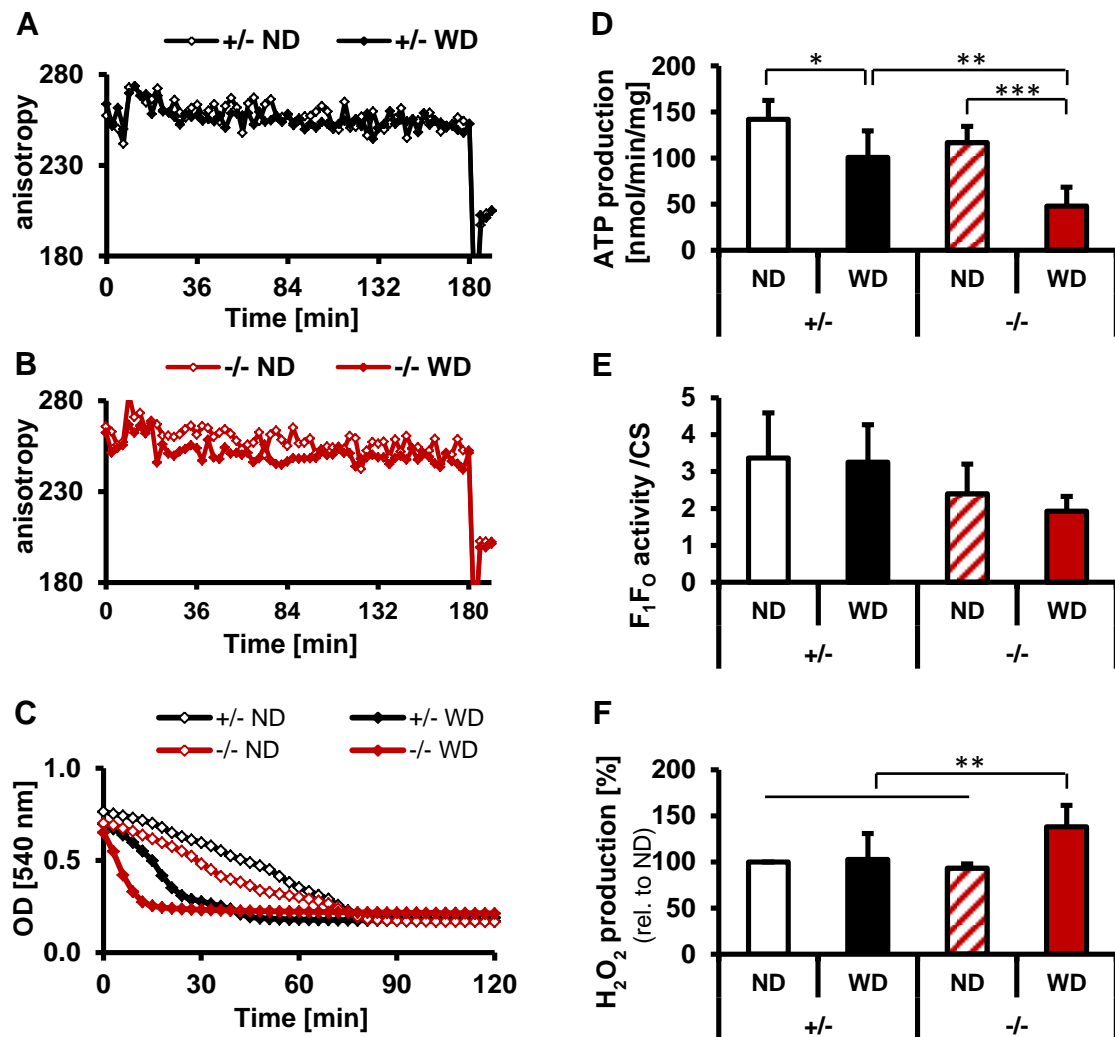 A
+/- ND
+/- WD
280
230
180
anisotropy
0
36
84
132
180
Time [min]
B
-/- ND
-/- WD
280
230
180
anisotropy
0
36
84
132
180
Time [min]
C
+/- ND
+/- WD
-/- ND
-/- WD
1.0
0.5
0.0
OD [540 nm]
0
30
60
90
120
Time [min]
D
*
**
***
200
150
100
50
0
ATP production
[nmol/min/mg]
ND
WD
ND
WD
+/-
-/-
E
5
4
3
2
1
0
F₁F₀ activity /CS
ND
WD
ND
WD
+/-
-/-
F
**
200
150
100
50
0
H₂O₂ production [%]
(rel. to ND)
ND
WD
ND
WD
+/-
-/-